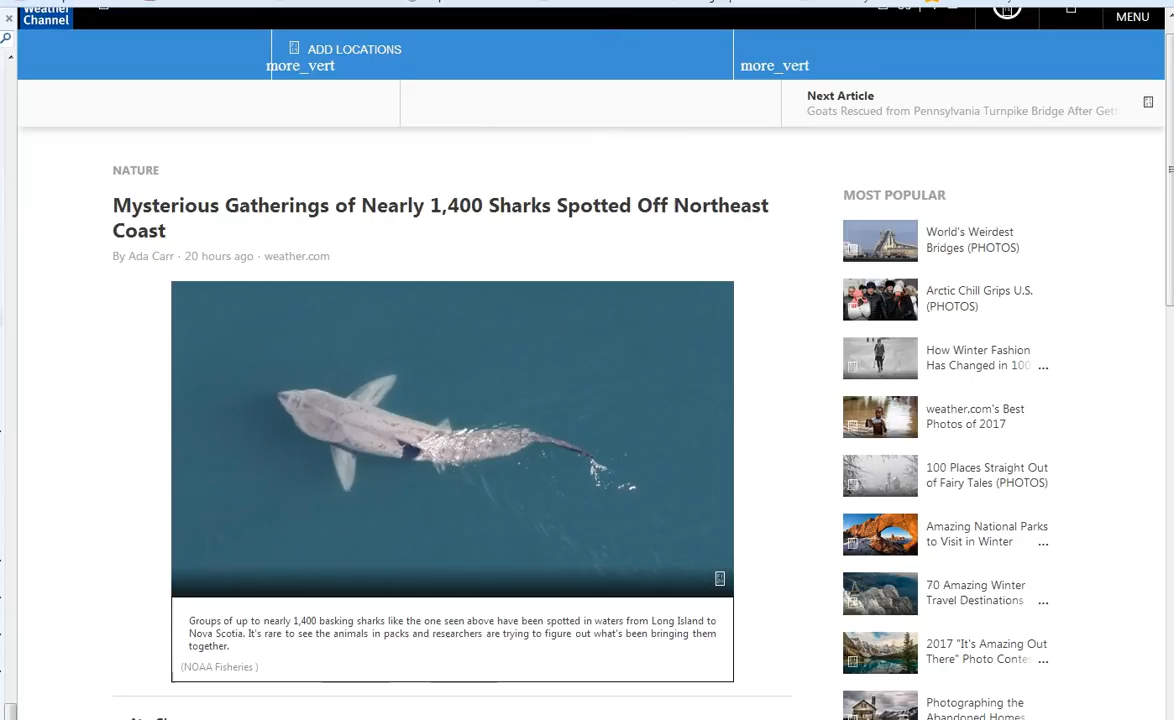 Weather
Channel
MENU
ADD LOCATIONS
more_vert
more_vert
Next Article
Goats Rescued from Pennsylvania Turnpike Bridge After Gett
NATURE
Mysterious Gatherings of Nearly 1,400 Sharks Spotted Off Northeast
Coast
By Ada Carr · 20 hours ago · weather.com
Groups of up to nearly 1,400 basking sharks like the one seen above have been spotted in waters from Long Island to
Nova Scotia. It's rare to see the animals in packs and researchers are trying to figure out what's been bringing them
together.
(NOAA Fisheries )
MOST POPULAR
World's Weirdest
Bridges (PHOTOS)
Arctic Chill Grips U.S.
(PHOTOS)
How Winter Fashion
Has Changed in 100 ...
weather.com's Best
Photos of 2017
100 Places Straight Out
of Fairy Tales (PHOTOS)
Amazing National Parks
to Visit in Winter ...
70 Amazing Winter
Travel Destinations ...
2017 "It's Amazing Out
There" Photo Conte ...
Photographing the
Abandoned Homes